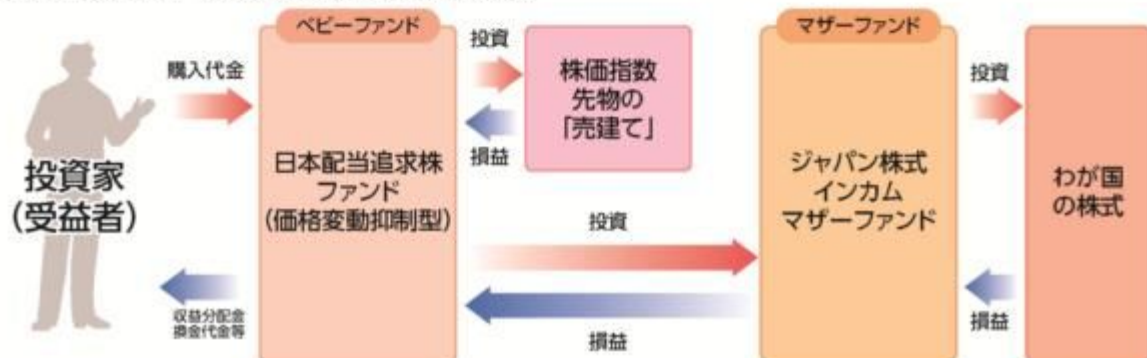 ベビーファンド
マザーファンド
購入代金
投資
株価指数
先物の
「売建て」
損益
投資
投資家
(受益者)
日本配当追求株
ファンド
(価格変動抑制型)
ジャパン株式
インカム
マザーファンド
わが国
の株式
投資
収益分配金
換金代金等
損益
損益